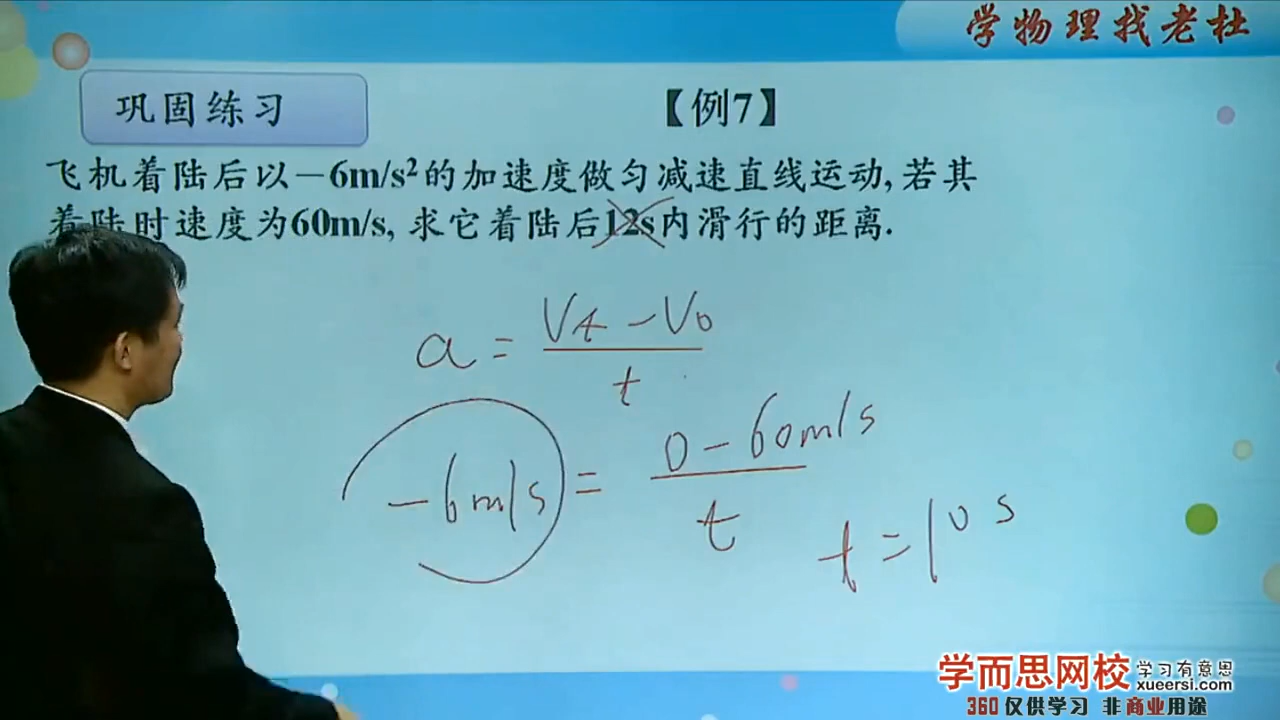 学物理找老杜
巩固练习
【例7】
飞机着陆后以－6m/s²的加速度做匀减速直线运动,若其
着陆时速度为60m/s, 求它着陆后12s内滑行的距离.
a = Vt - V0 / t
-6m/s = 0 - 60m/s / t
t = 10 s
学而思网校 学习有意思
xueersi.com
360 仅供学习 非商业用途